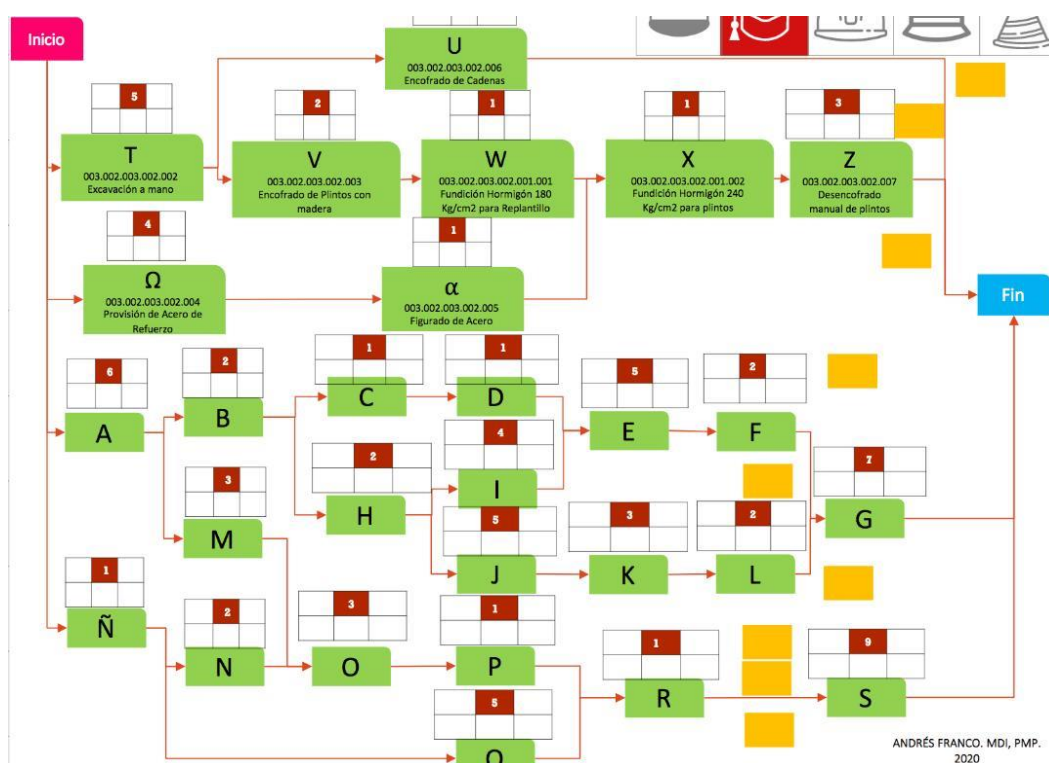 Inicio
U
003.002.003.002.006
Encofrado de Cadenas
5
2
1
1
3
T
003.002.003.002.002
Excavación a mano
V
003.002.003.002.003
Encofrado de Plintos con
madera
W
003.002.003.002.001.001
Fundición Hormigón 180
Kg/cm2 para Replantillo
X
003.002.003.002.001.002
Fundición Hormigón 240
Kg/cm2 para plintos
Z
003.002.003.002.007
Desencofrado
manual de plintos
4
1
Ω
003.002.003.002.004
Provisión de Acero de
Refuerzo
α
003.002.003.002.005
Figurado de Acero
Fin
6
2
1
1
5
2
A
B
C
D
E
F
3
2
4
7
M
H
I
G
5
3
2
J
K
L
1
2
3
1
1
9
Ñ
N
O
P
R
S
5
Q
ANDRÉS FRANCO. MDI, PMP.
2020